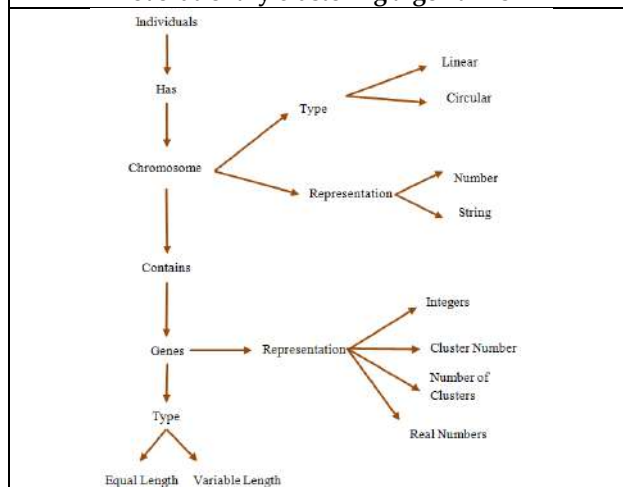 Individuals
Has
Linear
Type
Circular
Chromosome
Representation
Number
String
Contains
Integers
Genes
Representation
Cluster Number
Number of
Clusters
Type
Real Numbers
Equal Length
Variable Length